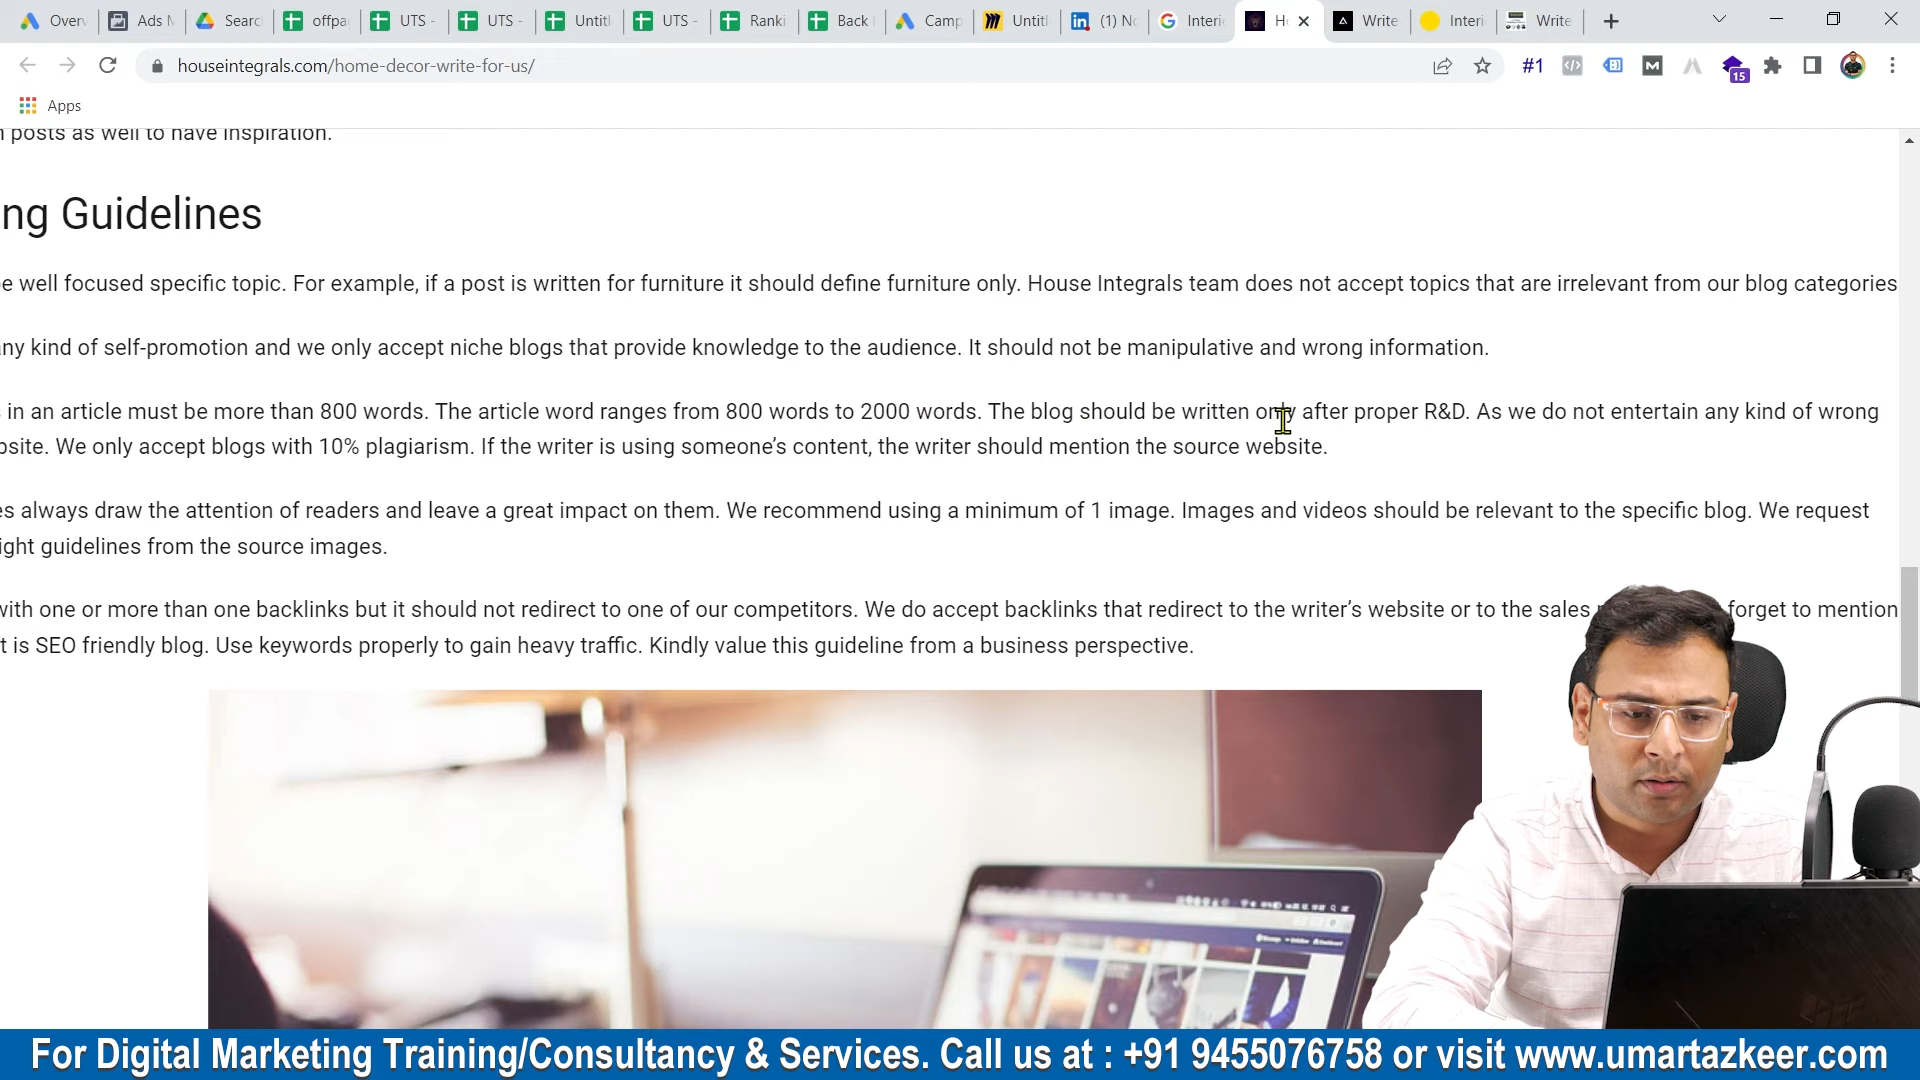 Overv
Ads M
Searc
offpa
UTS -
UTS -
Untitl
UTS -
Ranki
Back
Camp
Untitl
(1) No
Interi
Ho
Write
Interi
Write
houseintegrals.com/home-decor-write-for-us/
#1
15
Apps
n posts as well to have inspiration.
ng Guidelines
e well focused specific topic. For example, if a post is written for furniture it should define furniture only. House Integrals team does not accept topics that are irrelevant from our blog categories
any kind of self-promotion and we only accept niche blogs that provide knowledge to the audience. It should not be manipulative and wrong information.
s in an article must be more than 800 words. The article word ranges from 800 words to 2000 words. The blog should be written only after proper R&D. As we do not entertain any kind of wrong
bsite. We only accept blogs with 10% plagiarism. If the writer is using someone's content, the writer should mention the source website.
es always draw the attention of readers and leave a great impact on them. We recommend using a minimum of 1 image. Images and videos should be relevant to the specific blog. We request
ight guidelines from the source images.
with one or more than one backlinks but it should not redirect to one of our competitors. We do accept backlinks that redirect to the writer's website or to the sales forget to mention
t is SEO friendly blog. Use keywords properly to gain heavy traffic. Kindly value this guideline from a business perspective.
For Digital Marketing Training/Consultancy & Services. Call us at : +91 9455076758 or visit www.umartazkeer.com